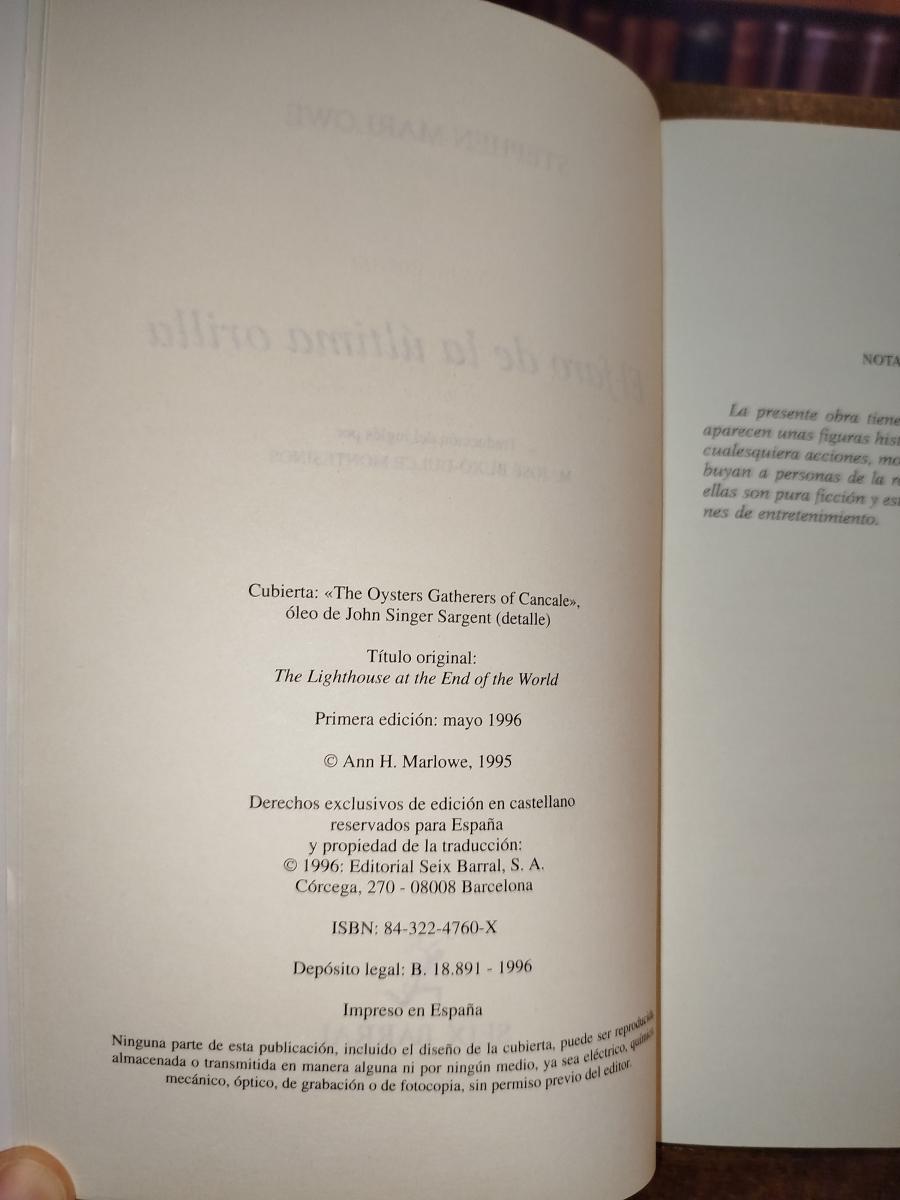 Cubierta: «The Oysters Gatherers of Cancale»,
óleo de John Singer Sargent (detalle)
Título original:
The Lighthouse at the End of the World
Primera edición: mayo 1996
© Ann H. Marlowe, 1995
Derechos exclusivos de edición en castellano
reservados para España
y propiedad de la traducción:
© 1996: Editorial Seix Barral, S. A.
Córcega, 270 - 08008 Barcelona
ISBN: 84-322-4760-X
Depósito legal: B. 18.891 - 1996
Impreso en España
Ninguna parte de esta publicación, incluido el diseño de la cubierta, puede ser reproducida,
almacenada o transmitida en manera alguna ni por ningún medio, ya sea eléctrico, químico,
mecánico, óptico, de grabación o de fotocopia, sin permiso previo del editor.
NOTA
La presente obra tiene
aparecen unas figuras hist
cualesquiera acciones, mo
buyan a personas de la r
ellas son pura ficción y es
nes de entretenimiento.